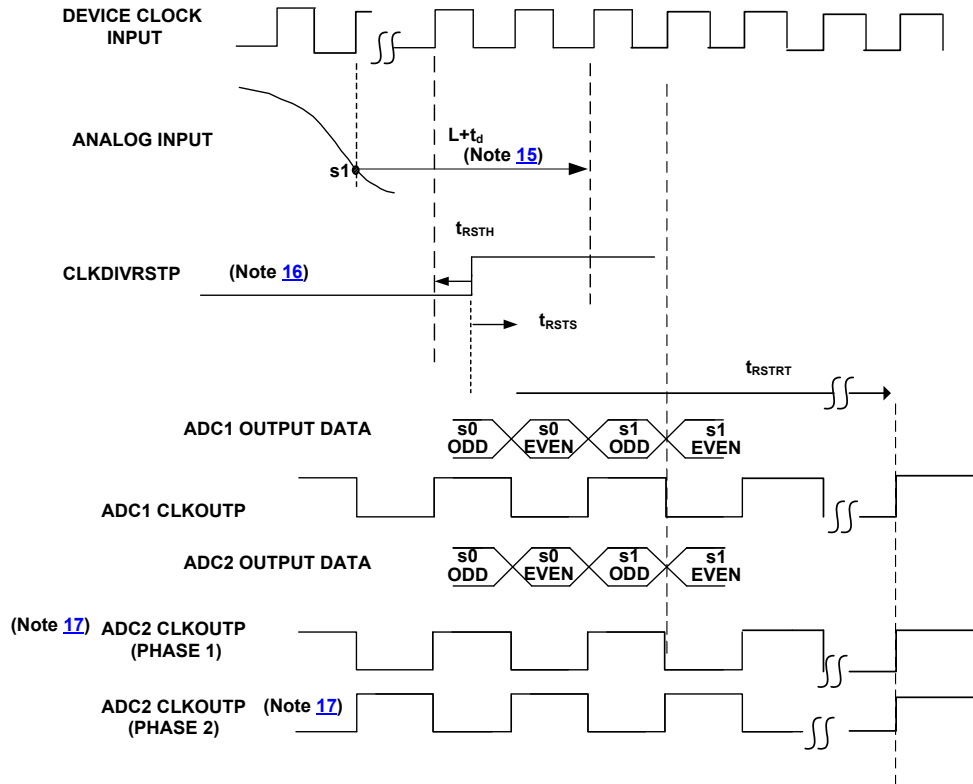 DEVICE CLOCK
INPUT
ANALOG INPUT
s1
L+td
(Note 15)
tRSTH
CLKDIVRSTP
(Note 16)
tRSTS
tRSTRT
ADC1 OUTPUT DATA
s0 s0 s1 s1
ODD EVEN ODD EVEN
ADC1 CLKOUTP
ADC2 OUTPUT DATA
s0 s0 s1 s1
ODD EVEN ODD EVEN
(Note 17) ADC2 CLKOUTP
(PHASE 1)
ADC2 CLKOUTP (Note 17)
(PHASE 2)